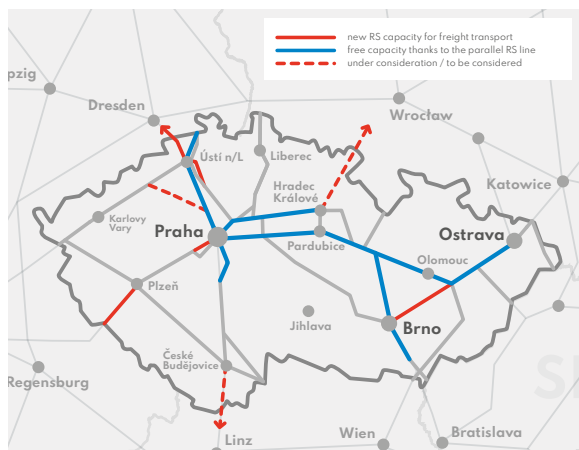 new RS capacity for freight transport
free capacity thanks to the parallel RS line
under consideration / to be considered
pzig
Dresden
Wrocław
Ústí n/L
Liberec
Katowice
Hradec
Králové
Karlovy
Vary
Praha
Pardubice
Ostrava
Olomouc
Plzeň
Jihlava
Brno
České
Budějovice
Regensburg
Linz
Wien
Bratislava